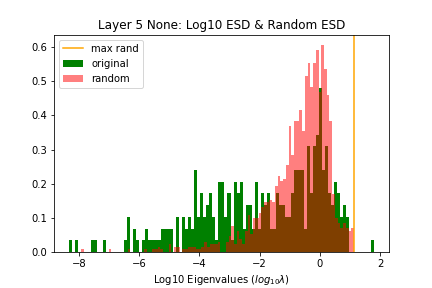 Layer 5 None: Log10 ESD & Random ESD
max rand
original
random
0.6
0.5
0.4
0.3
0.2
0.1
0.0
−8 −6 −4 −2 0 2
Log10 Eigenvalues (log₁₀λ)